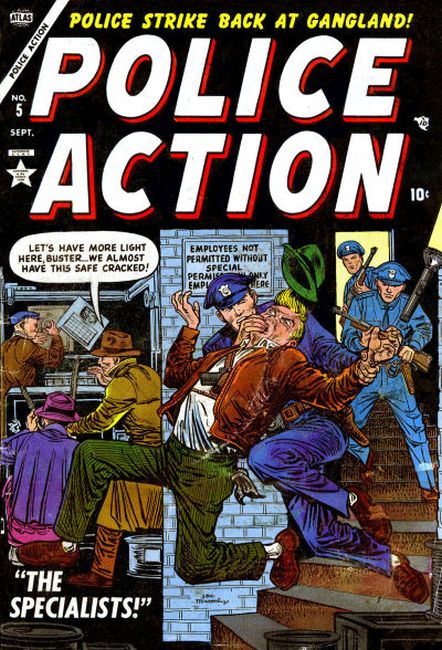 POLICE STRIKE BACK AT GANGLAND!
ATLAS
POLICE ACTION
NO.
5
SEPT.
POLICE
ACTION
10¢
LET'S HAVE MORE LIGHT
HERE, BUSTER...WE ALMOST
HAVE THIS SAFE CRACKED!
EMPLOYEES NOT
PERMITTED WITHOUT
SPECIAL
"THE
SPECIALISTS!"